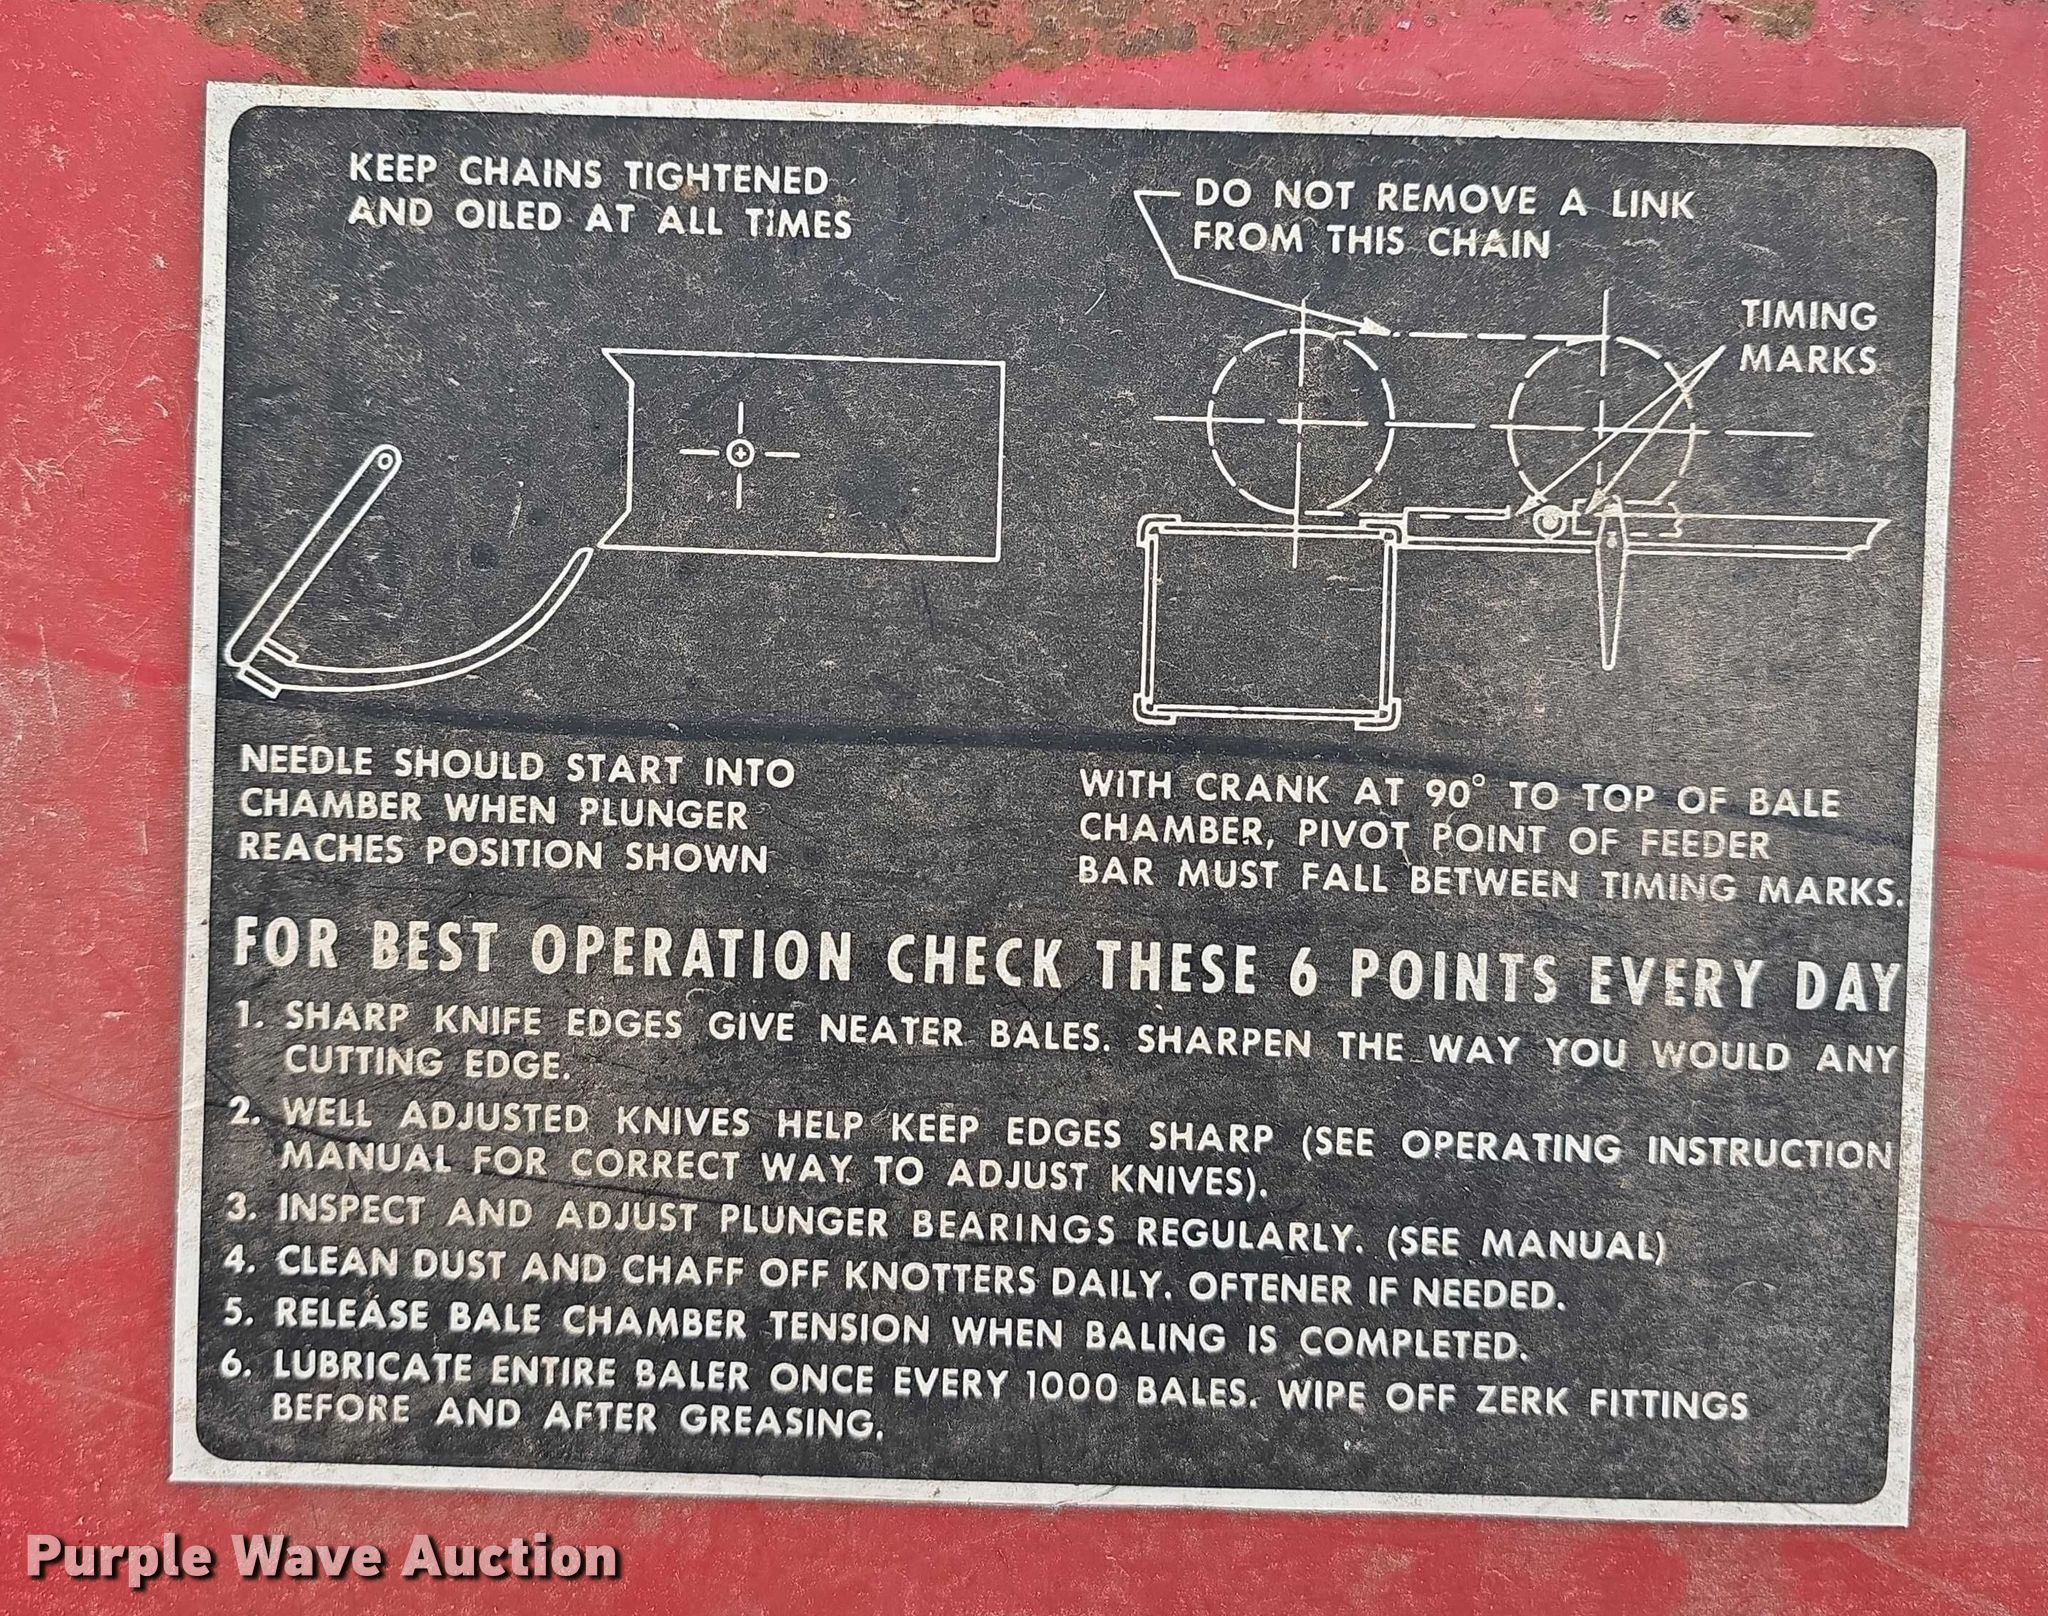 KEEP CHAINS TIGHTENED
AND OILED AT ALL TIMES
DO NOT REMOVE A LINK
FROM THIS CHAIN
TIMING
MARKS
NEEDLE SHOULD START INTO
CHAMBER WHEN PLUNGER
REACHES POSITION SHOWN
WITH CRANK AT 90° TO TOP OF BALE
CHAMBER, PIVOT POINT OF FEEDER
BAR MUST FALL BETWEEN TIMING MARKS.
FOR BEST OPERATION CHECK THESE 6 POINTS EVERY DAY
1. SHARP KNIFE EDGES GIVE NEATER BALES. SHARPEN THE WAY YOU WOULD ANY
CUTTING EDGE.
2. WELL ADJUSTED KNIVES HELP KEEP EDGES SHARP (SEE OPERATING INSTRUCTION
MANUAL FOR CORRECT WAY TO ADJUST KNIVES).
3. INSPECT AND ADJUST PLUNGER BEARINGS REGULARLY. (SEE MANUAL)
4. CLEAN DUST AND CHAFF OFF KNOTTERS DAILY. OFTENER IF NEEDED.
5. RELEASE BALE CHAMBER TENSION WHEN BALING IS COMPLETED.
6. LUBRICATE ENTIRE BALER ONCE EVERY 1000 BALES. WIPE OFF ZERK FITTINGS
BEFORE AND AFTER GREASING.
Purple Wave Auction